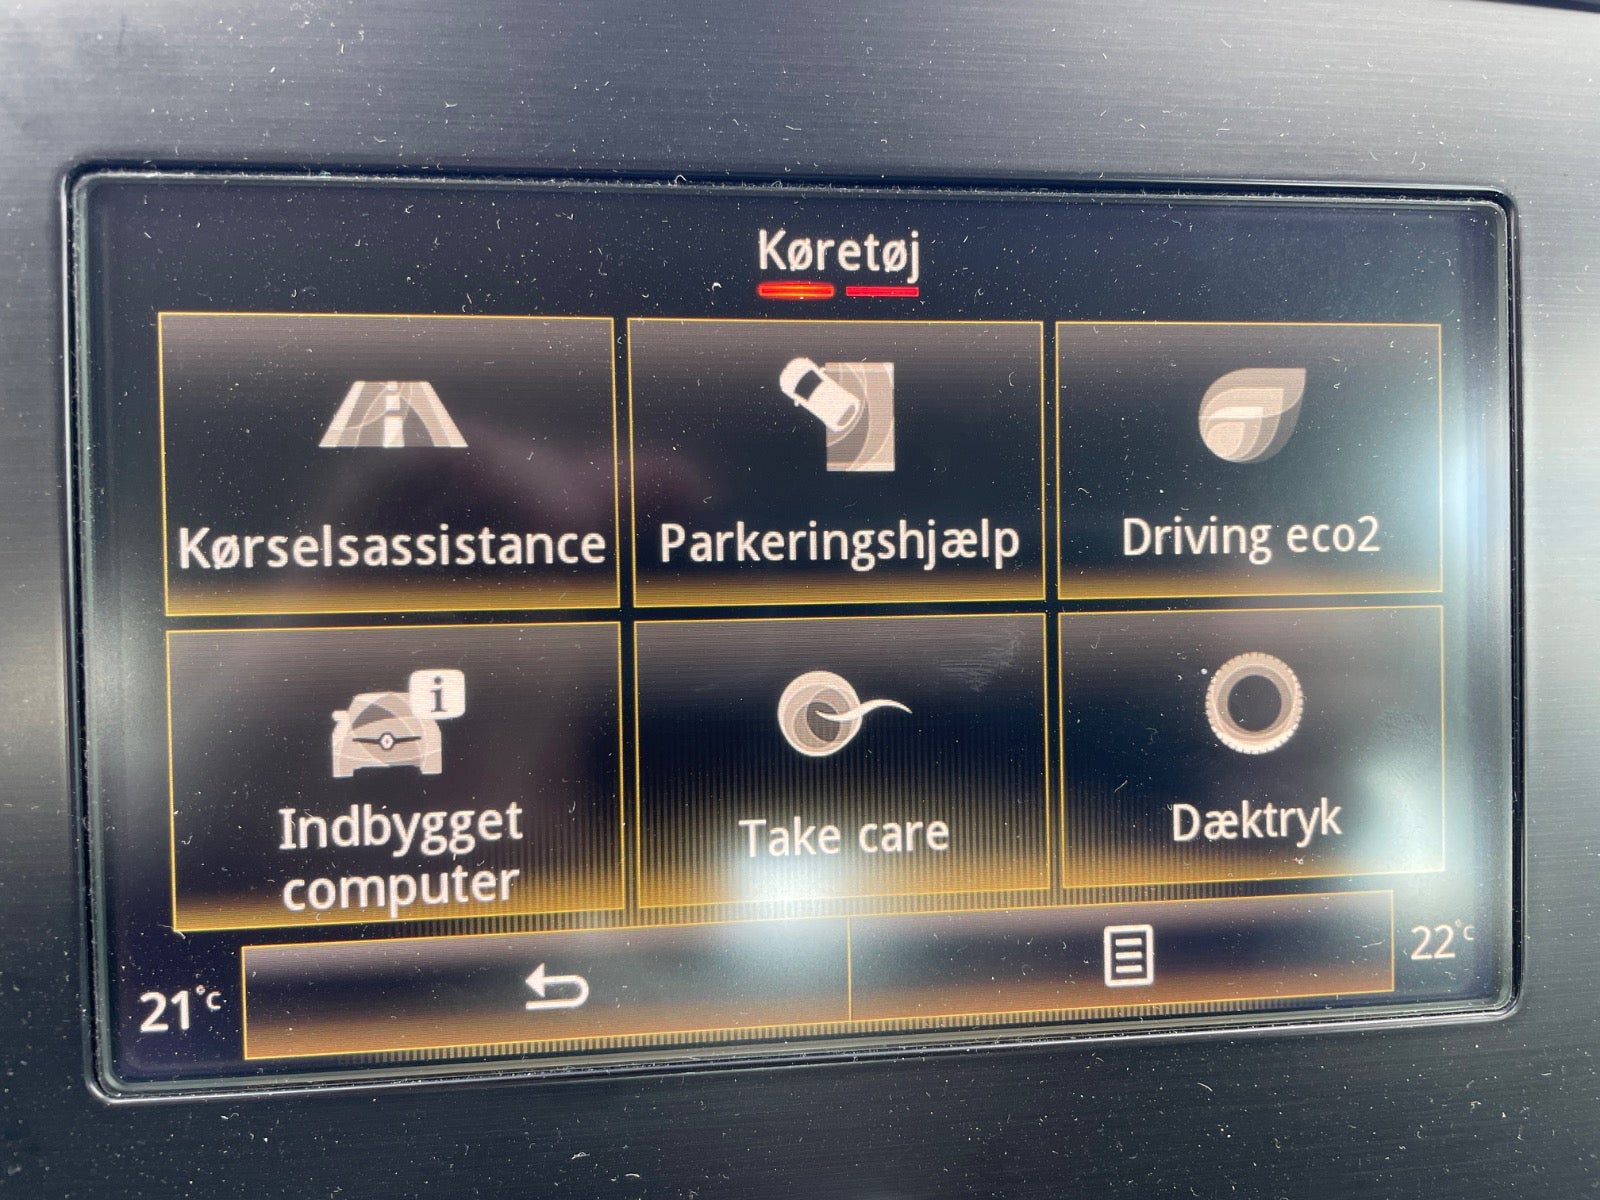 Køretøj
Kørselsassistance
Parkeringshjælp
Driving eco2
i
Indbygget
computer
Take care
Dæktryk
21°C
22°C